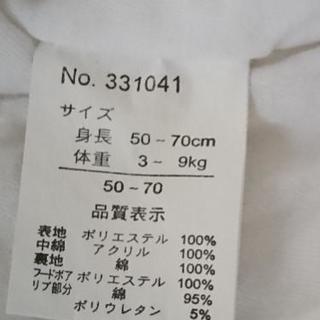 No. 331041
サイズ
身長 50～70cm
体重 3～ 9kg
50－70
品質表示
表地 ポリエステル 100%
中綿 アクリル 100%
裏地 綿 100%
フードボア ポリエステル 100%
リブ部分 綿 95%
ポリウレタン 5%